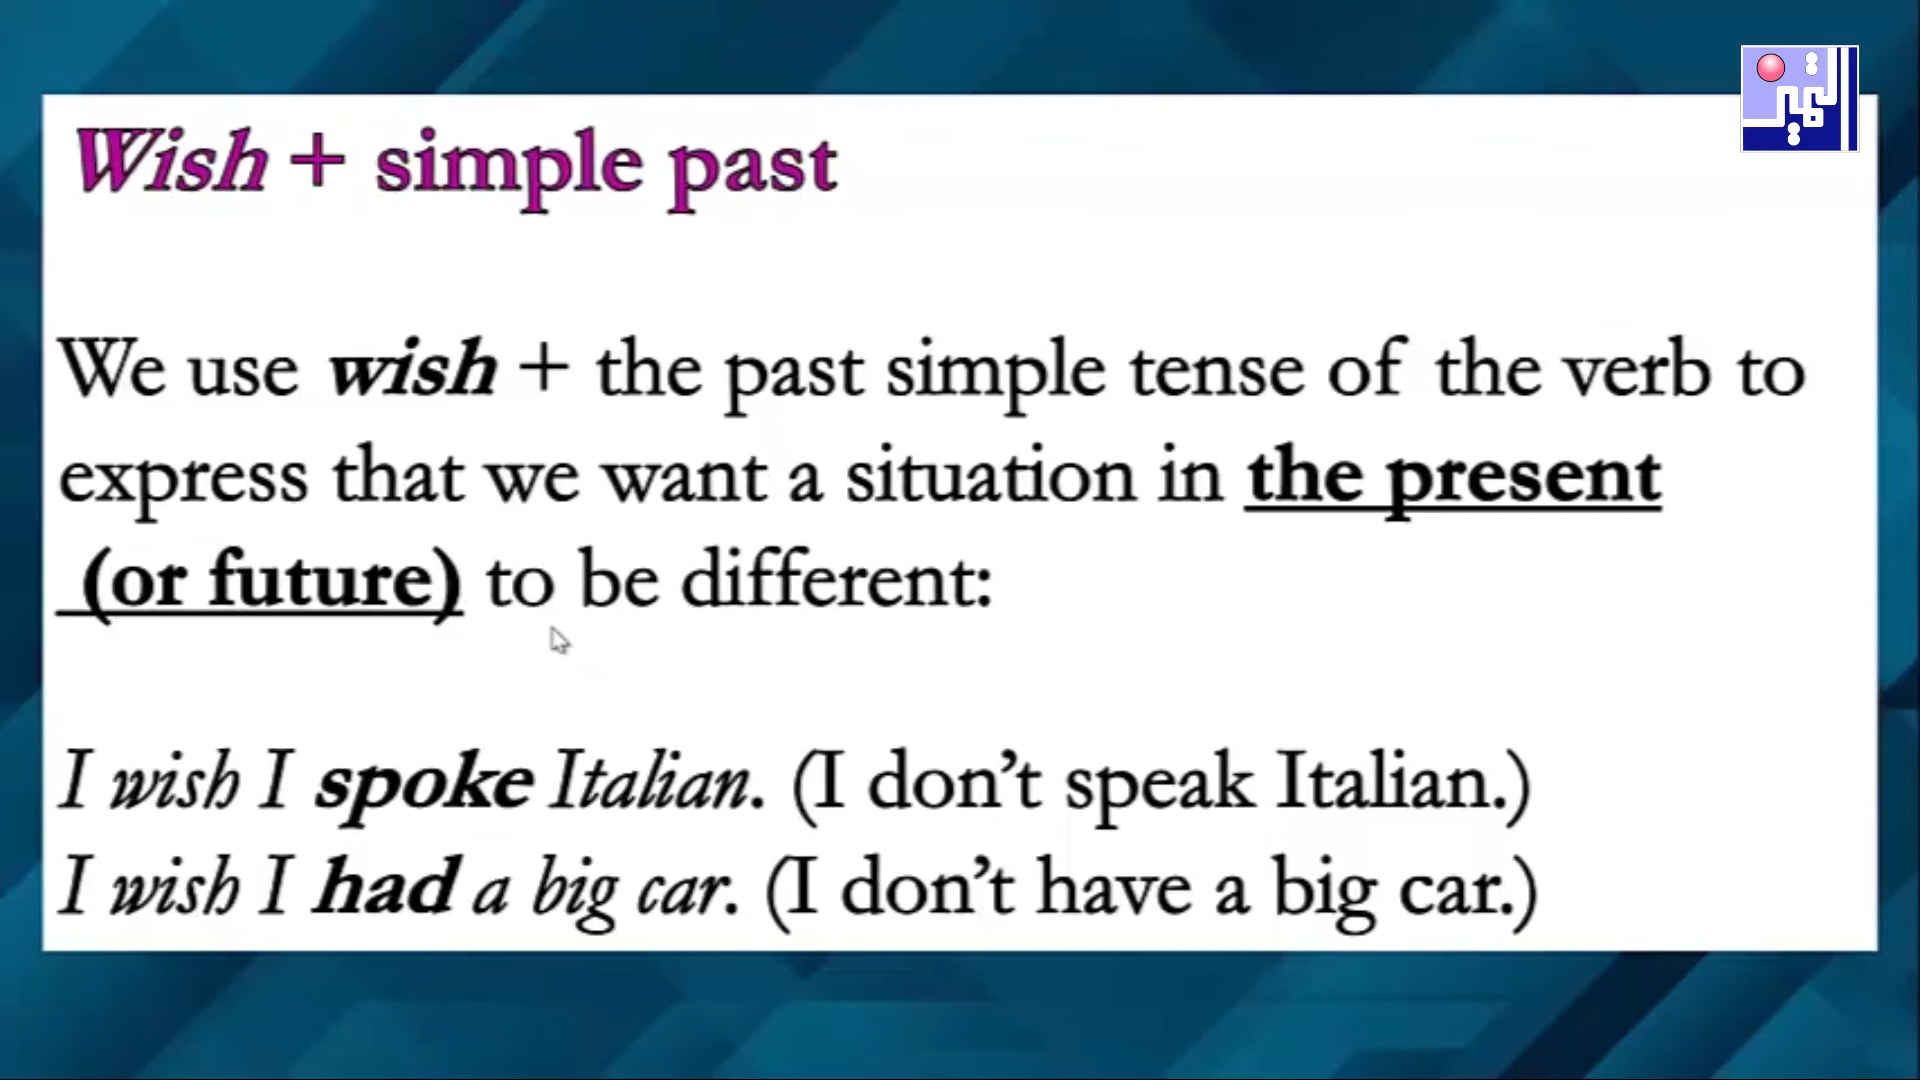 Wish + simple past
We use wish + the past simple tense of the verb to
express that we want a situation in the present
(or future) to be different:
I wish I spoke Italian. (I don’t speak Italian.)
I wish I had a big car. (I don’t have a big car.)